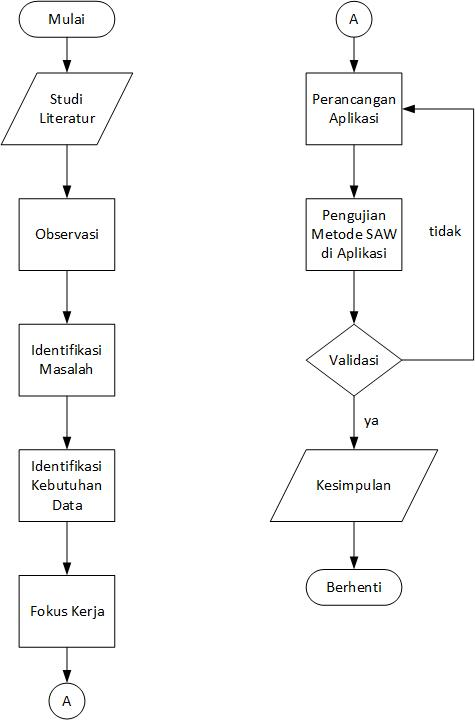 Mulai
Studi
Literatur
Observasi
Identifikasi
Masalah
Identifikasi
Kebutuhan
Data
Fokus Kerja
A
A
Perancangan
Aplikasi
Pengujian
Metode SAW
di Aplikasi
tidak
Validasi
ya
Kesimpulan
Berhenti